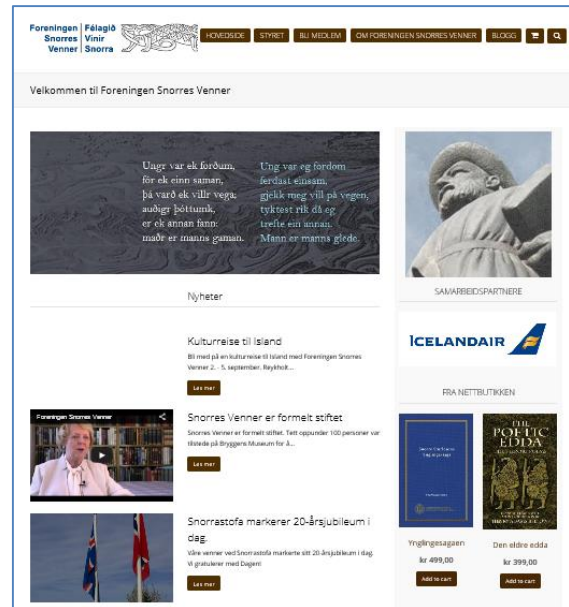 Foreningen | Félagið
Snorres | Vinir
Venner | Snorra
HOVEDSIDE STYRET BLI MEDLEM OM FORENINGEN SNORRES VENNER BLOGG
Velkommen til Foreningen Snorres Venner
Ungr var ek forðum,
fór ek einn saman,
þá varð ek villr vega;
auðigr þóttumk,
er ek annan fann:
maðr er manns gaman.
Ung var eg fordom
ferdast einsam,
gjekk meg vill på vegen,
tyktest rik då eg
trefte ein annan.
Mann er manns glede.
Nyheter
Kulturreise til Island
Bli med på en kulturreise til Island med Foreningen Snorres
Venner 2. - 5. september. Reykholt...
Les mer
Foreningen Snorres Venner
Snorres Venner er formelt stiftet
Snorres Venner er formelt stiftet. Tett oppunder 100 personer var
tilstede på Bryggens Museum for å...
Les mer
Snorrastofa markerer 20-årsjubileum i
dag.
Våre venner ved Snorrastofa markerte sitt 20-årsjubileum i dag.
Vi gratulerer med Dagen!
Les mer
SAMARBEIDSPARTNERE
ICELANDAIR
FRA NETTBUTIKKEN
THE
POETIC
EDDA
Ynglingesagaen
kr 499,00
Add to cart
Den eldre edda
kr 399,00
Add to cart